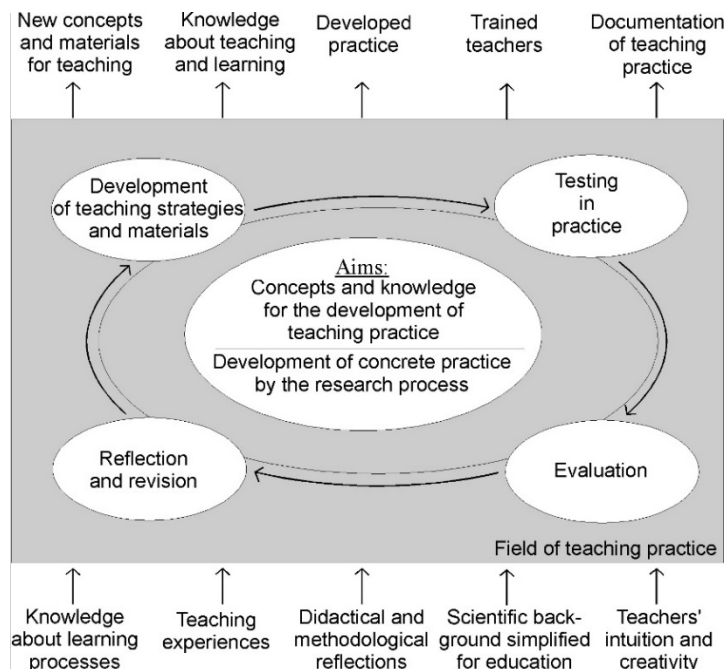 New concepts
and materials
for teaching
Knowledge
about teaching
and learning
Developed
practice
Trained
teachers
Documentation
of teaching
practice
Development
of teaching strategies
and materials
Testing
in
practice
Aims:
Concepts and knowledge
for the development of
teaching practice
Development of concrete practice
by the research process
Reflection
and revision
Evaluation
Field of teaching practice
Knowledge
about learning
processes
Teaching
experiences
Didactical and
methodological
reflections
Scientific back-
ground simplified
for education
Teachers'
intuition and
creativity